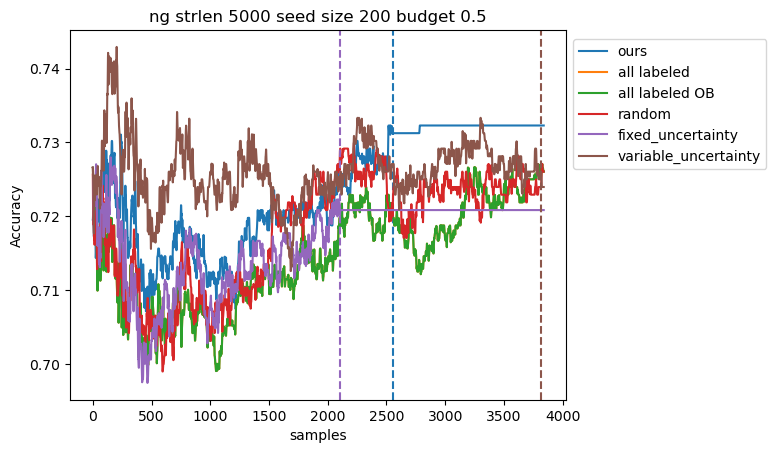 ng strlen 5000 seed size 200 budget 0.5
Accuracy
0.74
0.73
0.72
0.71
0.70
0
500
1000
1500
2000
2500
3000
3500
4000
samples
ours
all labeled
all labeled OB
random
fixed_uncertainty
variable_uncertainty